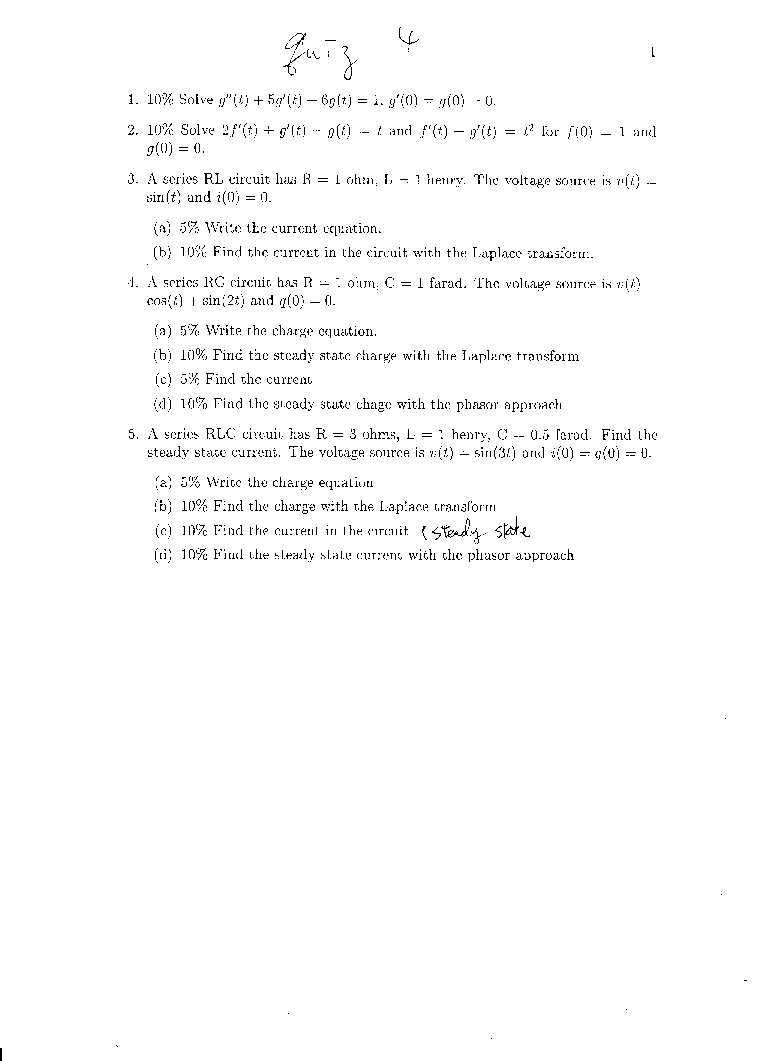 quiz 4
1
1. 10% Solve g''(t) + 5g'(t) − 6g(t) = 1, g'(0) = g(0) − 0.
2. 10% Solve 2f'(t) + g'(t) − g(t) = t and f'(t) − g'(t) = t² for f(0) = 1 and
g(0) = 0.
3. A series RL circuit has R = 1 ohm, L = 1 henry. The voltage source is v(t) =
sin(t) and i(0) = 0.
(a) 5% Write the current equation.
(b) 10% Find the current in the circuit with the Laplace transform.
4. A series RC circuit has R = 1 ohm, C = 1 farad. The voltage source is v(t)
cos(t) + sin(2t) and q(0) = 0.
(a) 5% Write the charge equation.
(b) 10% Find the steady state charge with the Laplace transform
(c) 5% Find the current
(d) 10% Find the steady state chage with the phasor approach
5. A series RLC circuit has R = 3 ohms, L = 1 henry, C = 0.5 farad. Find the
steady state current. The voltage source is v(t) = sin(3t) and i(0) = q(0) = 0.
(a) 5% Write the charge equation
(b) 10% Find the charge with the Laplace transform
(c) 10% Find the current in the circuit (steady state
(d) 10% Find the steady state current with the phasor approach